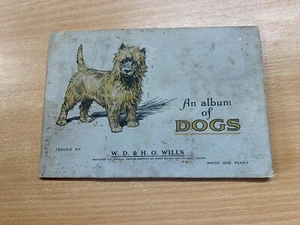 An album
of
DOGS
ISSUED BY
W. D. & H. O. WILLS
PRICE ONE PENNY